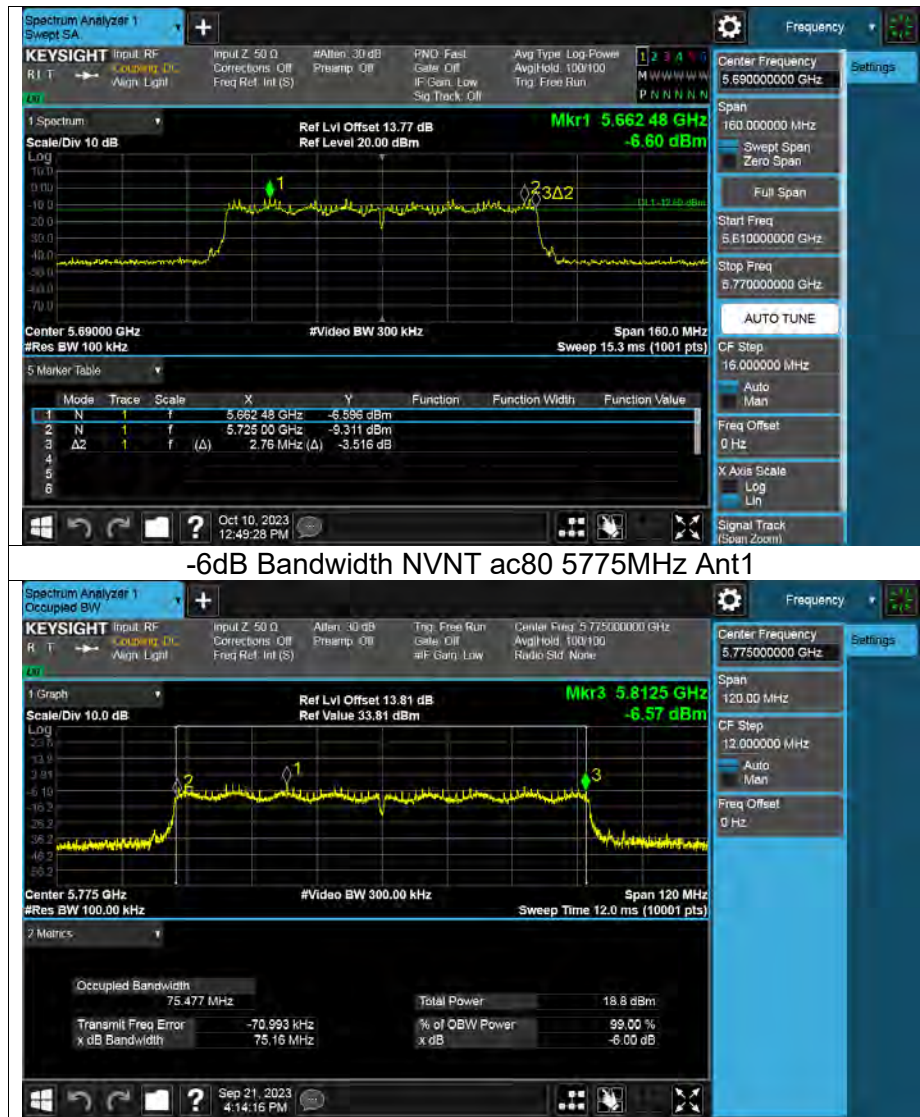 Spectrum Analyzer 1
Swept SA
+
Frequency
KEYSIGHT Input: RF
Coupling: DC
Align: Light
Input Z: 50 Ω
Corrections: Off
Freq Ref: Int (S)
#Atten: 30 dB
Preamp: Off
PNO: Fast
Gate: Off
IF Gain: Low
Sig Track: Off
Avg Type: Log-Power
Avg|Hold: 100/100
Trig: Free Run
M W W W W W W
P N N N N N N
R L T
Center Frequency
5.690000000 GHz
Settings
Span
160.000000 MHz
Swept Span
Zero Span
Full Span
Start Freq
5.610000000 GHz
Stop Freq
5.770000000 GHz
AUTO TUNE
CF Step
16.000000 MHz
Auto
Man
Freq Offset
0 Hz
X Axis Scale
Log
Lin
Signal Track
(Span Zoom)
1 Spectrum
Scale/Div 10 dB
Ref Lvl Offset 13.77 dB
Ref Level 20.00 dBm
Mkr1 5.662 48 GHz
-6.60 dBm
Log
1
2
3Δ2
DL1 -12.60 dBm
Center 5.69000 GHz
#Res BW 100 kHz
#Video BW 300 kHz
Span 160.0 MHz
Sweep 15.3 ms (1001 pts)
5 Marker Table
Mode Trace Scale X Y Function Function Width Function Value
1 N 1 f 5.662 48 GHz -6.596 dBm
2 N 1 f 5.725 00 GHz -9.311 dBm
3 Δ2 1 f (Δ) 2.76 MHz (Δ) -3.516 dB
4
5
6
?
Oct 10, 2023
12:49:28 PM
-6dB Bandwidth NVNT ac80 5775MHz Ant1
Spectrum Analyzer 1
Occupied BW
+
Frequency
KEYSIGHT Input: RF
Coupling: DC
Align: Light
Input Z: 50 Ω
Corrections: Off
Freq Ref: Int (S)
Atten: 30 dB
Preamp: Off
Trig: Free Run
Gate: Off
#IF Gain: Low
Center Freq: 5.775000000 GHz
Avg|Hold: 100/100
Radio Std: None
Center Frequency
5.775000000 GHz
Settings
Span
120.00 MHz
CF Step
12.000000 MHz
Auto
Man
Freq Offset
0 Hz
1 Graph
Scale/Div 10.0 dB
Ref Lvl Offset 13.81 dB
Ref Value 33.81 dBm
Mkr3 5.8125 GHz
-6.57 dBm
Log
1
2
3
Center 5.775 GHz
#Res BW 100.00 kHz
#Video BW 300.00 kHz
Span 120 MHz
Sweep Time 12.0 ms (10001 pts)
2 Metrics
Occupied Bandwidth
75.477 MHz
Total Power 18.8 dBm
Transmit Freq Error -70.993 kHz
% of OBW Power 99.00 %
x dB Bandwidth 75.16 MHz
x dB -6.00 dB
?
Sep 21, 2023
4:14:16 PM